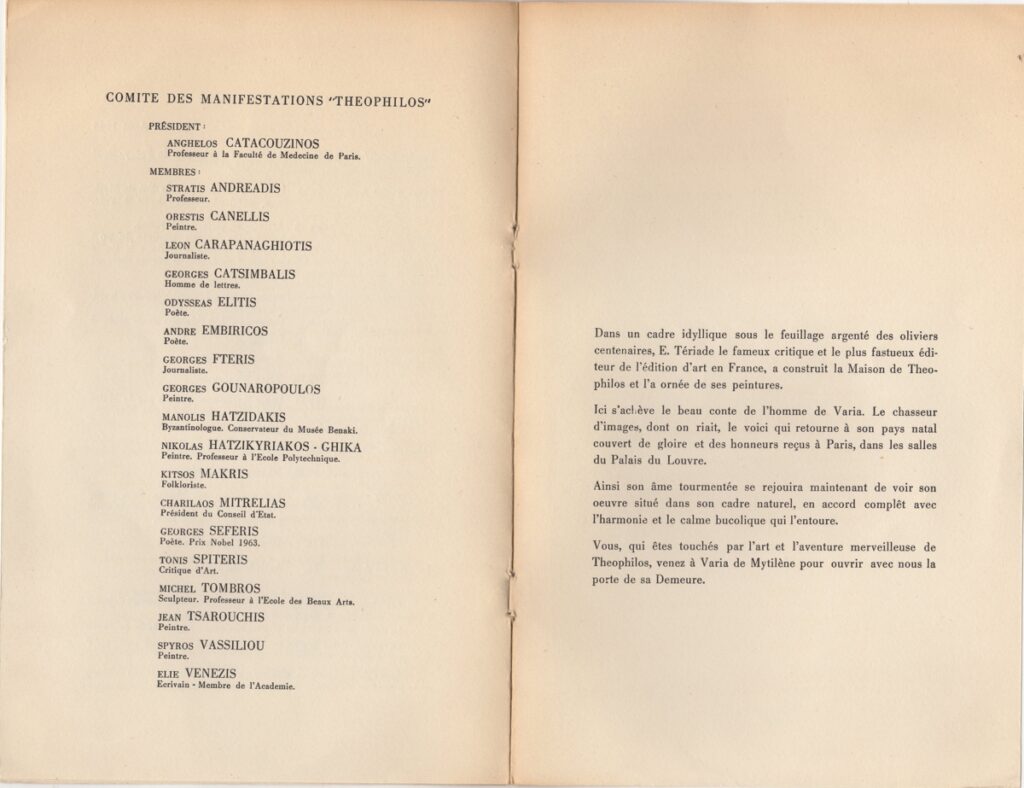 COMITE DES MANIFESTATIONS "THEOPHILOS"
PRÉSIDENT :
ANGHELOS CATACOUZINOS
Professeur à la Faculté de Medecine de Paris.
MEMBRES :
STRATIS ANDREADIS
Professeur.
ORESTIS CANELLIS
Peintre.
LEON CARAPANAGHIOTIS
Journaliste.
GEORGES CATSIMBALIS
Homme de lettres.
ODYSSEAS ELITIS
Poète.
ANDRE EMBIRICOS
Poète.
GEORGES FTERIS
Journaliste.
GEORGES GOUNAROPOULOS
Peintre.
MANOLIS HATZIDAKIS
Byzantinologue. Conservateur du Musée Benaki.
NIKOLAS HATZIKYRIAKOS - GHIKA
Peintre. Professeur à l'Ecole Polytechnique.
KITSOS MAKRIS
Folkloriste.
CHARILAOS MITRELIAS
Président du Conseil d'Etat.
GEORGES SEFERIS
Poète. Prix Nobel 1963.
TONIS SPITERIS
Critique d'Art.
MICHEL TOMBROS
Sculpteur. Professeur à l'Ecole des Beaux Arts.
JEAN TSAROUCHIS
Peintre.
SPYROS VASSILIOU
Peintre.
ELIE VENEZIS
Ecrivain - Membre de l'Academie.
Dans un cadre idyllique sous le feuillage argenté des oliviers
centenaires, E. Tériade le fameux critique et le plus fastueux édi-
teur de l'édition d'art en France, a construit la Maison de Theo-
philos et l'a ornée de ses peintures.
Ici s'achève le beau conte de l'homme de Varia. Le chasseur
d'images, dont on riait, le voici qui retourne à son pays natal
couvert de gloire et des honneurs reçus à Paris, dans les salles
du Palais du Louvre.
Ainsi son âme tourmentée se rejouira maintenant de voir son
oeuvre situé dans son cadre naturel, en accord complêt avec
l'harmonie et le calme bucolique qui l'entoure.
Vous, qui êtes touchés par l'art et l'aventure merveilleuse de
Theophilos, venez à Varia de Mytilène pour ouvrir avec nous la
porte de sa Demeure.